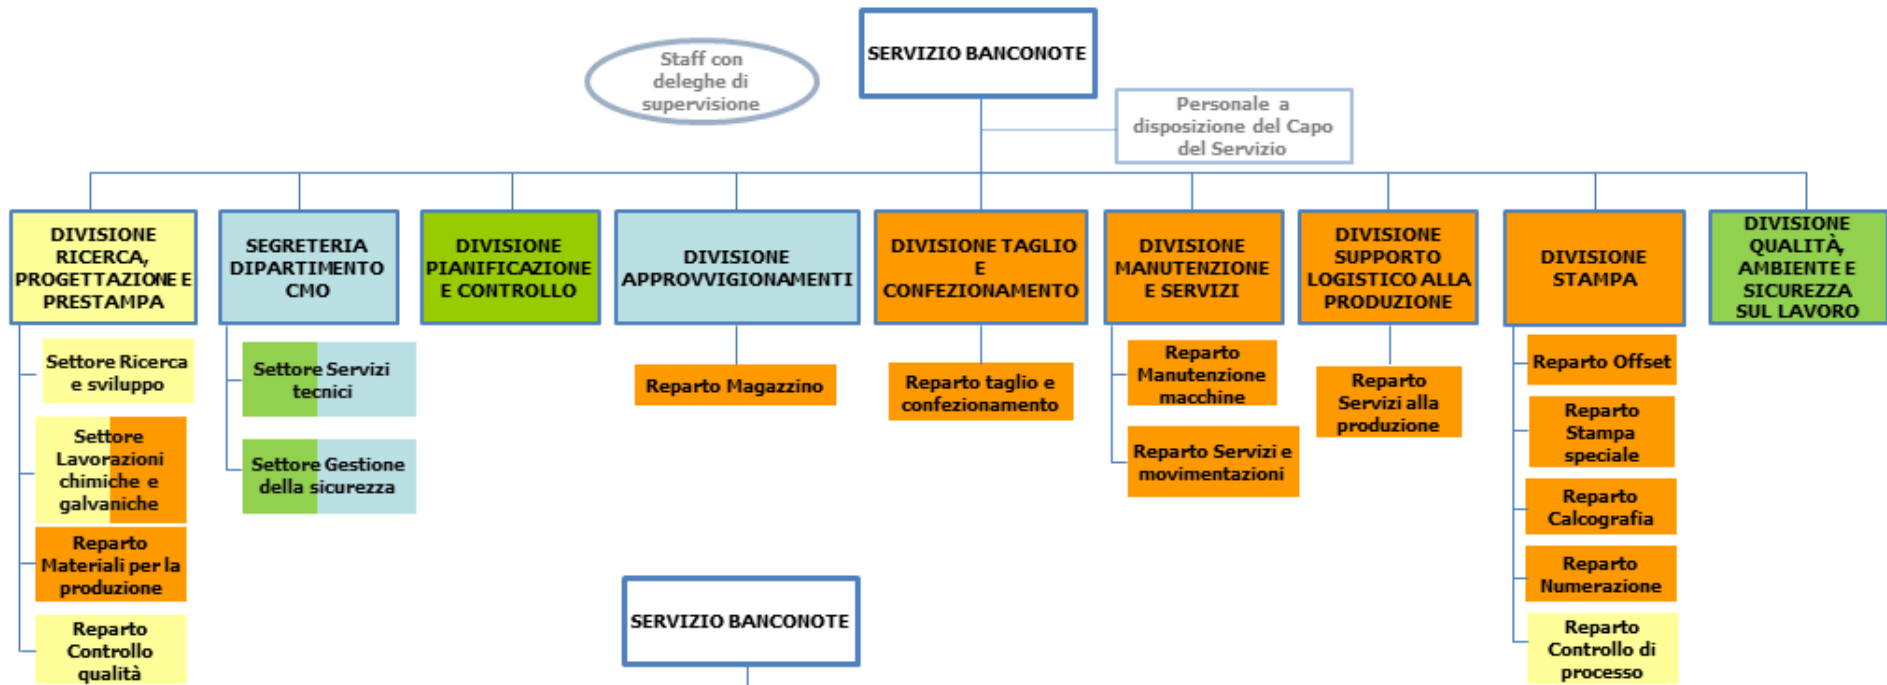 SERVIZIO BANCONOTE
Staff con
deleghe di
supervisione
Personale a
disposizione del Capo
del Servizio
DIVISIONE
RICERCA,
PROGETTAZIONE E
PRESTAMPA
SEGRETERIA
DIPARTIMENTO
CMO
DIVISIONE
PIANIFICAZIONE
E CONTROLLO
DIVISIONE
APPROVVIGIONAMENTI
DIVISIONE TAGLIO
E
CONFEZIONAMENTO
DIVISIONE
MANUTENZIONE
E SERVIZI
DIVISIONE
SUPPORTO
LOGISTICO ALLA
PRODUZIONE
DIVISIONE
STAMPA
DIVISIONE
QUALITÀ,
AMBIENTE E
SICUREZZA
SUL LAVORO
Settore Ricerca
e sviluppo
Settore
Lavorazioni
chimiche e
galvaniche
Reparto
Materiali per la
produzione
Reparto
Controllo
qualità
Settore Servizi
tecnici
Settore Gestione
della sicurezza
Reparto Magazzino
Reparto taglio e
confezionamento
Reparto
Manutenzione
macchine
Reparto Servizi e
movimentazioni
Reparto
Servizi alla
produzione
Reparto Offset
Reparto
Stampa
speciale
Reparto
Calcografia
Reparto
Numerazione
Reparto
Controllo di
processo
SERVIZIO BANCONOTE